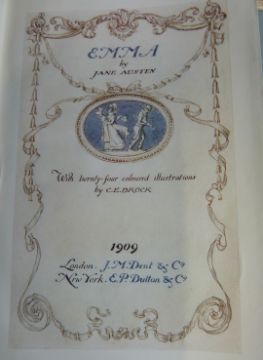 EMMA
by
JANE AUSTEN
With twenty-four coloured illustrations
by C.E. BROCK
1909
London. J.M. Dent & Co
New York. E.P. Dutton & Co